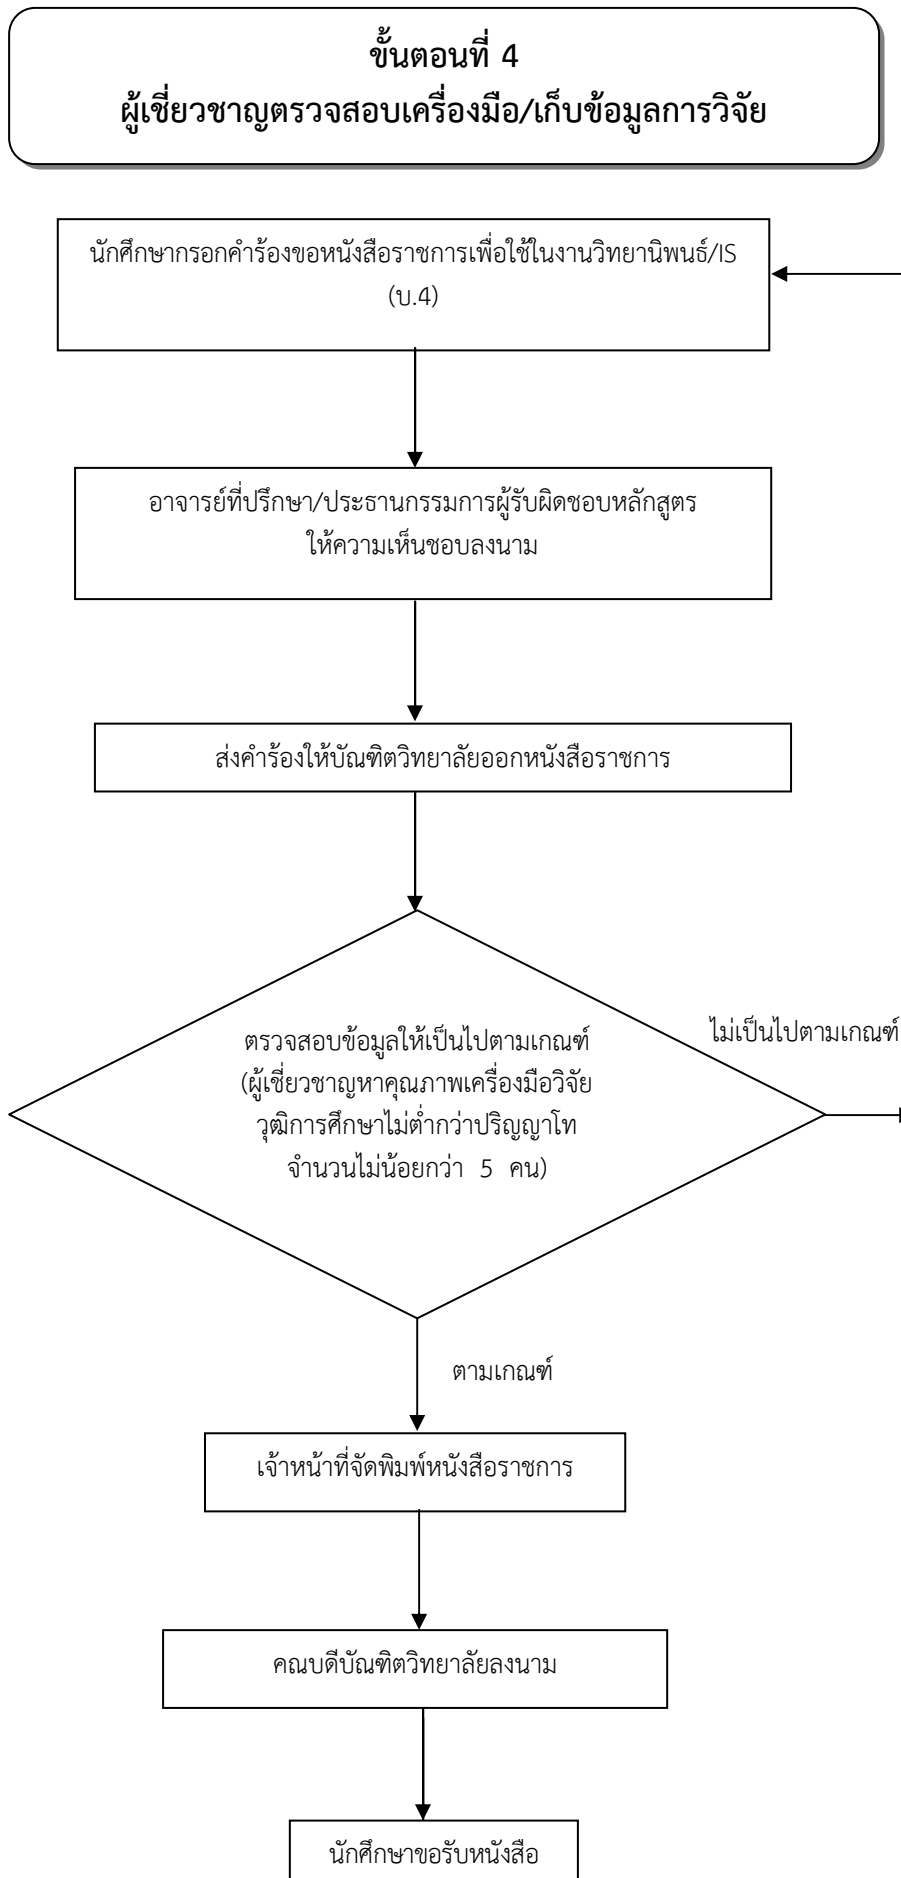 ขั้นตอนที่ 4
ผู้เชี่ยวชาญตรวจสอบเครื่องมือ/เก็บข้อมูลการวิจัย
นักศึกษากรอกคำร้องขอหนังสือราชการเพื่อใช้ในงานวิทยานิพนธ์/IS
(บ.4)
อาจารย์ที่ปรึกษา/ประธานกรรมการผู้รับผิดชอบหลักสูตร
ให้ความเห็นชอบลงนาม
ส่งคำร้องให้บัณฑิตวิทยาลัยออกหนังสือราชการ
ตรวจสอบข้อมูลให้เป็นไปตามเกณฑ์
(ผู้เชี่ยวชาญหาคุณภาพเครื่องมือวิจัย
วุฒิการศึกษาไม่ต่ำกว่าปริญญาโท
จำนวนไม่น้อยกว่า 5 คน)
ไม่เป็นไปตามเกณฑ์
ตามเกณฑ์
เจ้าหน้าที่จัดพิมพ์หนังสือราชการ
คณบดีบัณฑิตวิทยาลัยลงนาม
นักศึกษาขอรับหนังสือ